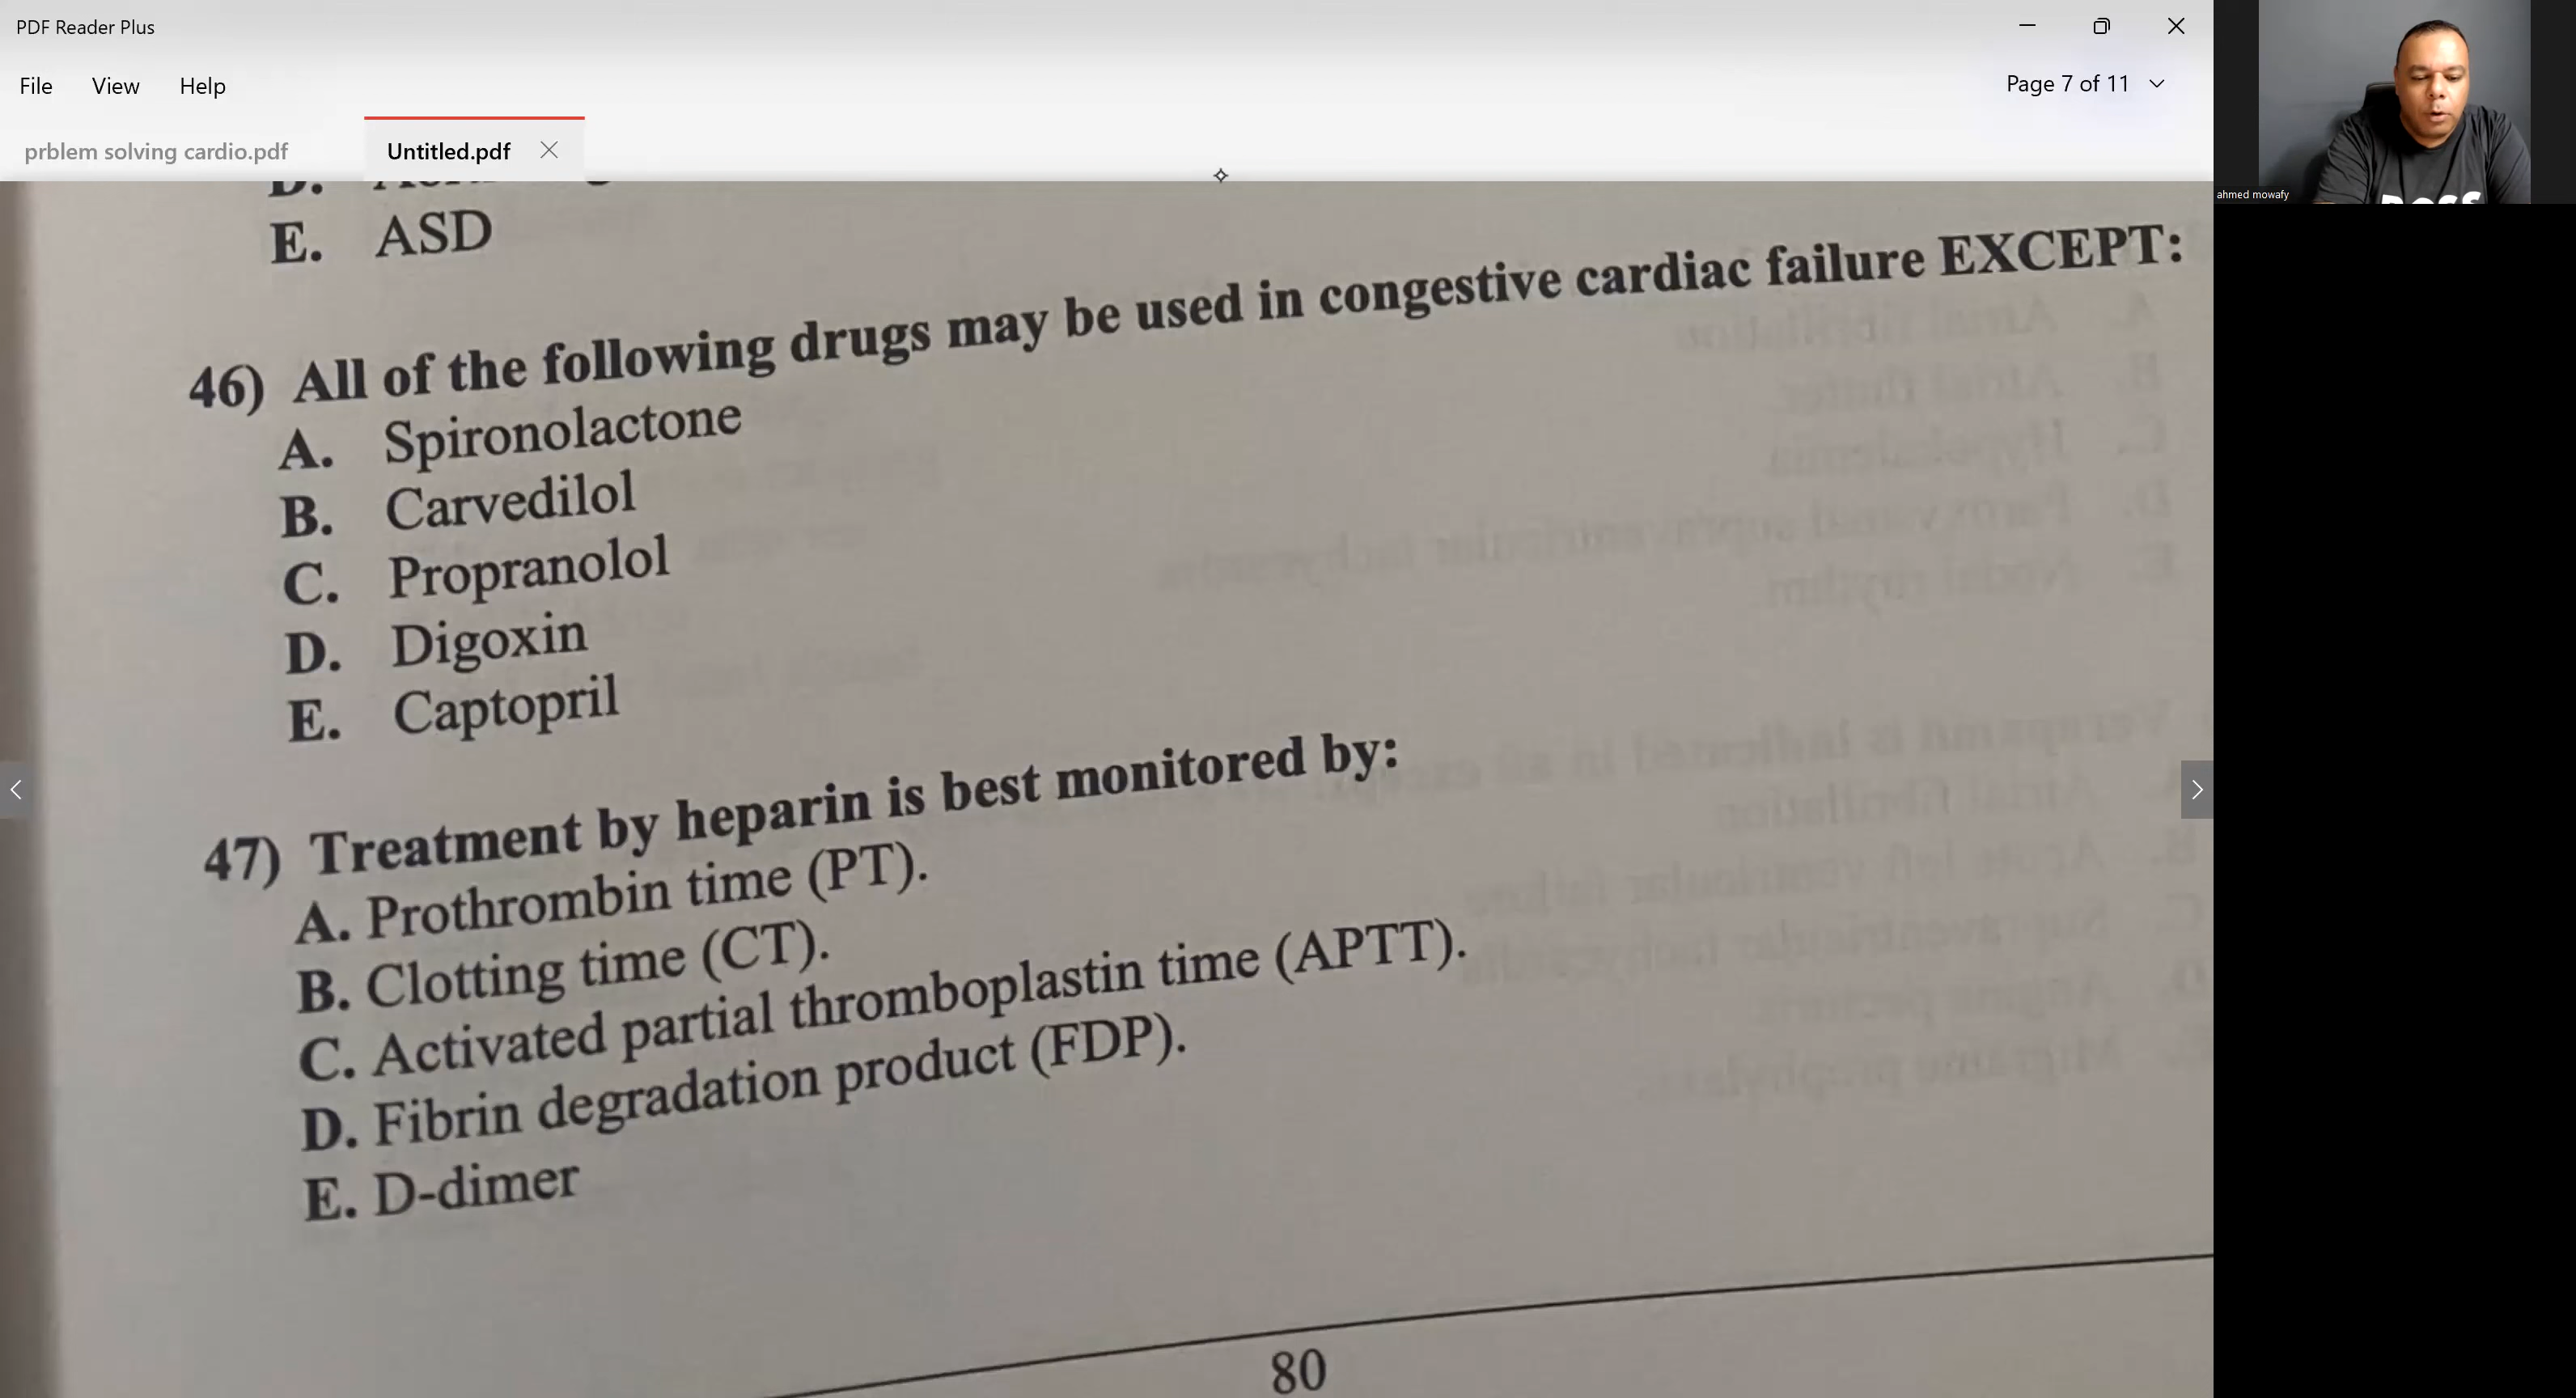 PDF Reader Plus
File View Help
Page 7 of 11
prblem solving cardio.pdf
Untitled.pdf
ahmed mowafy
D.
E. ASD
46) All of the following drugs may be used in congestive cardiac failure EXCEPT:
A. Spironolactone
B. Carvedilol
C. Propranolol
D. Digoxin
E. Captopril
47) Treatment by heparin is best monitored by:
A. Prothrombin time (PT).
B. Clotting time (CT).
C. Activated partial thromboplastin time (APTT).
D. Fibrin degradation product (FDP).
E. D-dimer
80